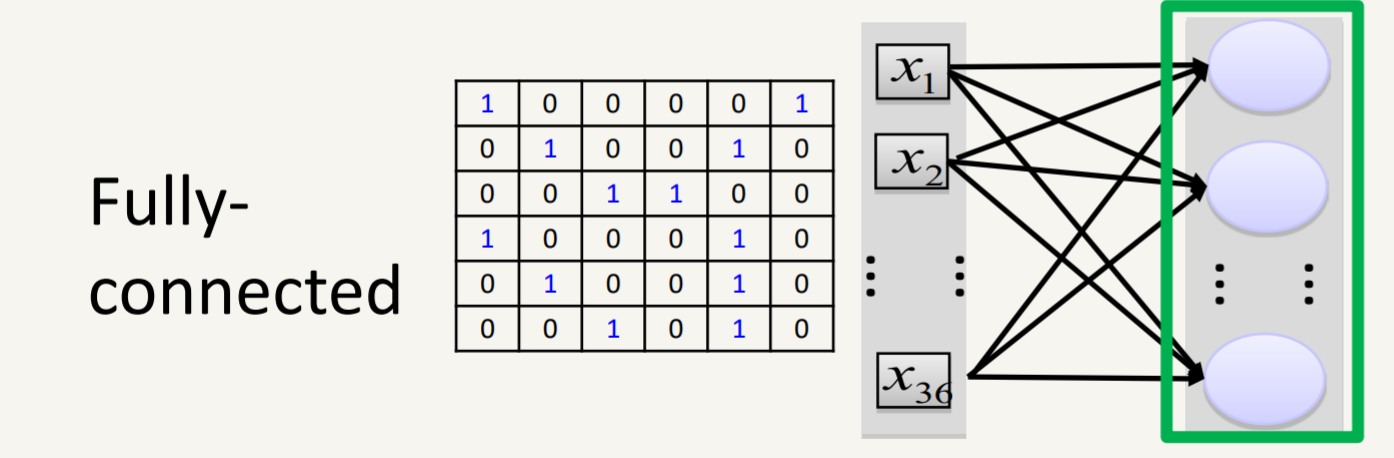 Fully-
connected
1 0 0 0 0 1
0 1 0 0 1 0
0 0 1 1 0 0
1 0 0 0 1 0
0 1 0 0 1 0
0 0 1 0 1 0
x₁
x₂
x₃₆